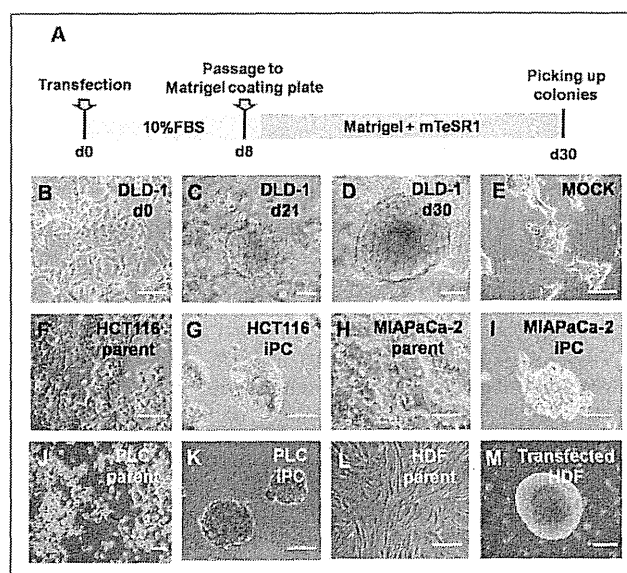 A
Transfection
Passage to
Matrigel coating plate
Picking up
colonies
10%FBS
Matrigel + mTeSR1
d0
d8
d30
B DLD-1
d0
C DLD-1
d21
D DLD-1
d30
E MOCK
F HCT116
parent
G HCT116
iPC
H MIAPaCa-2
parent
I MIAPaCa-2
iPC
J PLC
parent
K PLC
iPC
L HDF
parent
M Transfected
HDF